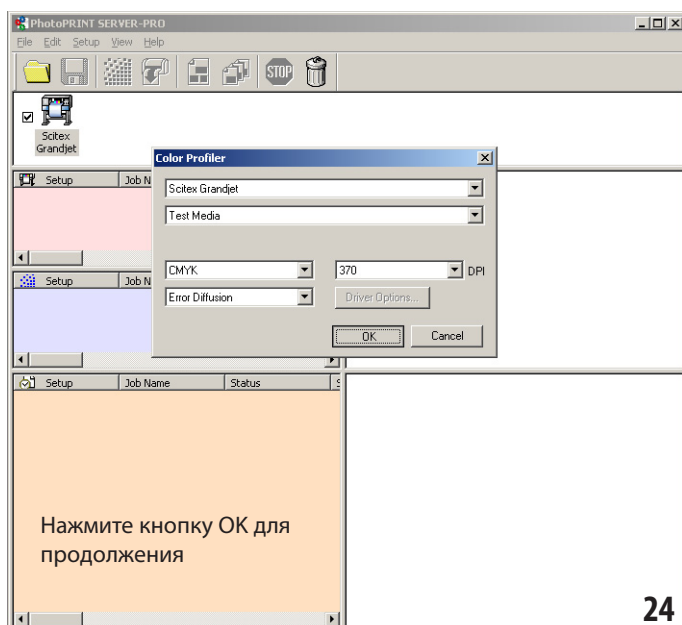 PhotoPRINT SERVER-PRO
File Edit Setup View Help
STOP
Scitex
Grandjet
Color Profiler
Setup Job N
Scitex Grandjet
Test Media
CMYK 370 DPI
Setup Job N
Error Diffusion Driver Options...
OK Cancel
Setup Job Name Status S
Нажмите кнопку OK для
продолжения
24